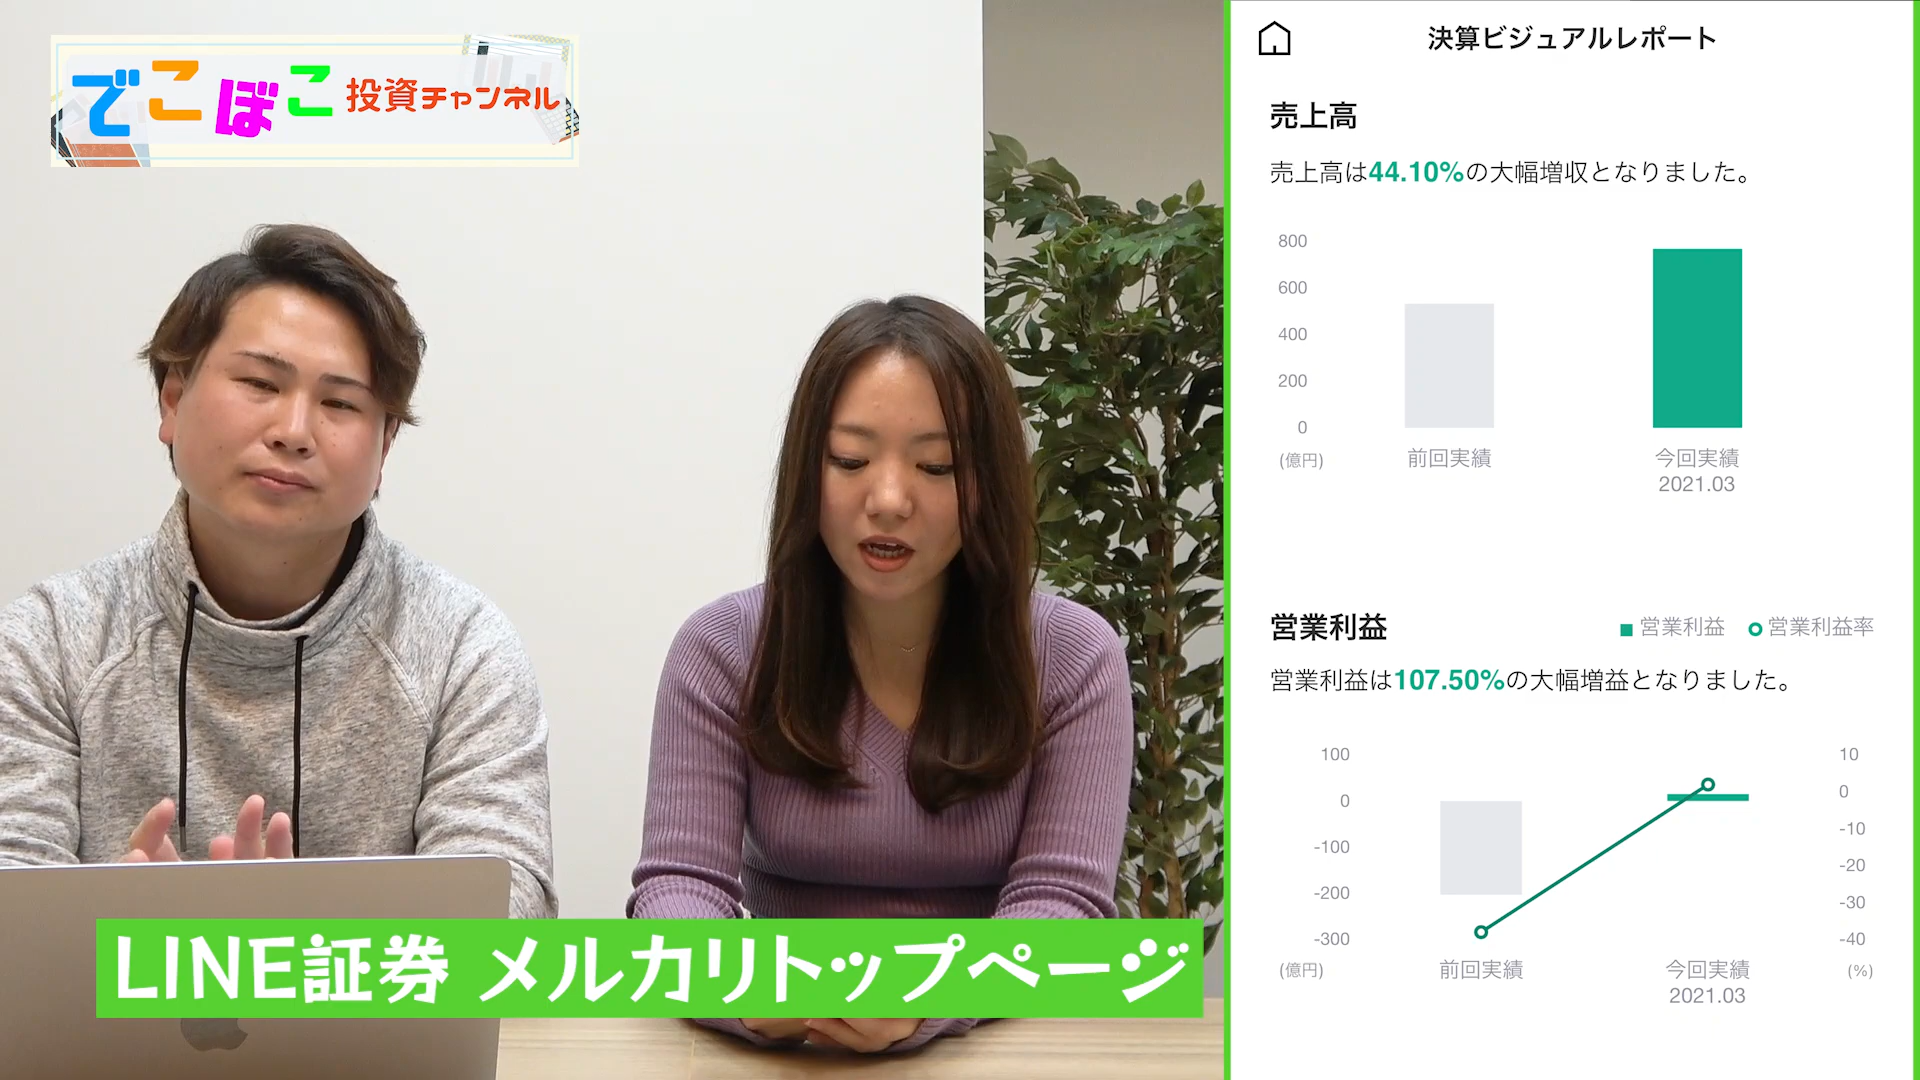 でこぼこ投資チャンネル
LINE証券 メルカリトップページ
決算ビジュアルレポート
売上高
売上高は44.10%の大幅増収となりました。
800
600
400
200
0
(億円)
前回実績
今回実績
2021.03
営業利益
営業利益 営業利益率
営業利益は107.50%の大幅増益となりました。
100
0
-100
-200
-300
(億円)
10
0
-10
-20
-30
-40
(%)
前回実績
今回実績
2021.03